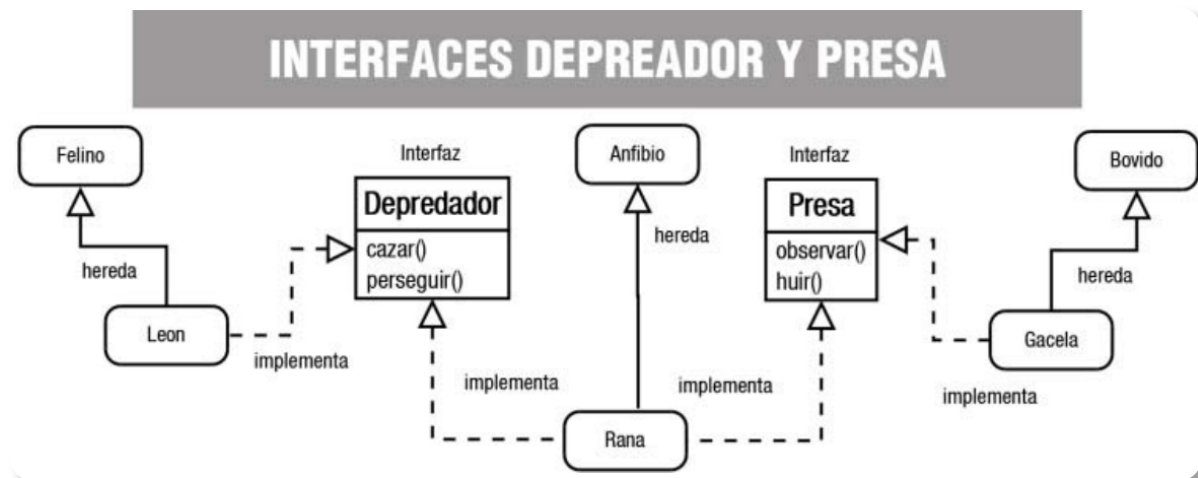 INTERFACES DEPREADOR Y PRESA
Felino
Interfaz
Anfibio
Interfaz
Bovido
Depredador
Presa
cazar()
perseguir()
observar()
huir()
hereda
hereda
hereda
Leon
implementa
implementa
Rana
implementa
Gacela
implementa